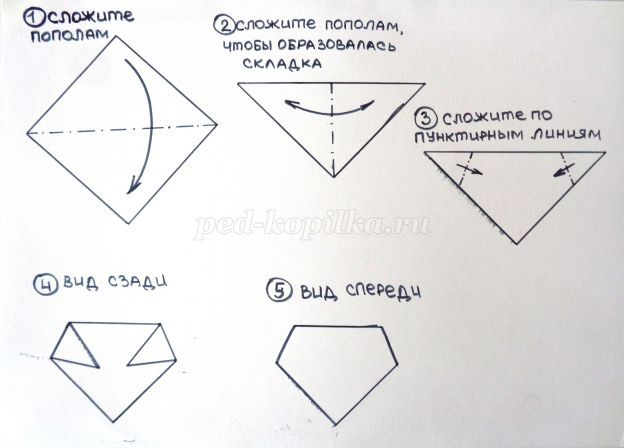 ① СЛОЖИТЕ
ПОПОЛАМ
② СЛОЖИТЕ ПОПОЛАМ,
ЧТОБЫ ОБРАЗОВАЛАСЬ
СКЛАДКА
③ СЛОЖИТЕ ПО
ПУНКТИРНЫМ ЛИНИЯМ
ped-kopilka.ru
④ ВИД СЗАДИ
⑤ ВИД СПЕРЕДИ